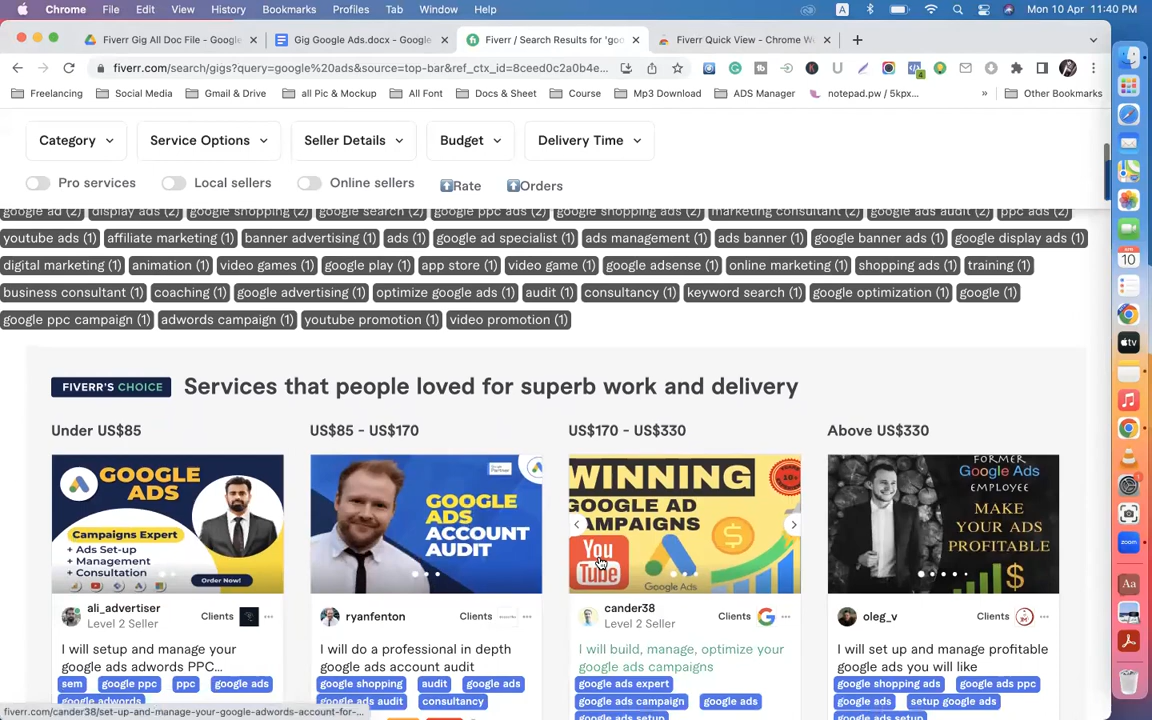 Chrome File Edit View History Bookmarks Profiles Tab Window Help A Mon 10 Apr 11:40 PM
Fiverr Gig All Doc File - Google Gig Google Ads.docx - Google Fiverr / Search Results for 'goo Fiverr Quick View - Chrome W
fiverr.com/search/gigs?query=google%20ads&source=top-bar&ref_ctx_id=8ceed0c2a0b4e...
Freelancing Social Media Gmail & Drive all Pic & Mockup All Font Docs & Sheet Course Mp3 Download ADS Manager notepad.pw / 5kpx... » Other Bookmarks
Category Service Options Seller Details Budget Delivery Time
Pro services Local sellers Online sellers Rate Orders
google ad (2) display ads (2) google shopping (2) google search (2) google ppc ads (2) google shopping ads (2) marketing consultant (2) google ads audit (2) ppc ads (2)
youtube ads (1) affiliate marketing (1) banner advertising (1) ads (1) google ad specialist (1) ads management (1) ads banner (1) google banner ads (1) google display ads (1)
digital marketing (1) animation (1) video games (1) google play (1) app store (1) video game (1) google adsense (1) online marketing (1) shopping ads (1) training (1)
business consultant (1) coaching (1) google advertising (1) optimize google ads (1) audit (1) consultancy (1) keyword search (1) google optimization (1) google (1)
google ppc campaign (1) adwords campaign (1) youtube promotion (1) video promotion (1)
FIVERR'S CHOICE Services that people loved for superb work and delivery
Under US$85 US$85 - US$170 US$170 - US$330 Above US$330
GOOGLE
ADS
Campaigns Expert
+ Ads Set-up
+ Management
+ Consultation
Order Now!
GOOGLE
ADS
ACCOUNT
AUDIT
WINNING
GOOGLE AD
CAMPAIGNS
10+
You
Tube
Google Ads
FORMER
Google Ads
EMPLOYEE
MAKE
YOUR ADS
PROFITABLE
$
ali_advertiser Clients
Level 2 Seller
ryanfenton Clients
cander38 Clients
Level 2 Seller
oleg_v Clients
I will setup and manage your
google ads adwords PPC...
I will do a professional in depth
google ads account audit
I will build, manage, optimize your
google ads campaigns
I will set up and manage profitable
google ads you will like
sem google ppc ppc google ads
google adwords
google shopping audit google ads
google ads audit consultancy
google ads expert
google ads campaign google ads
google ads setup
google shopping ads google ads ppc
google ads setup google ads
google ads setup
fiverr.com/cander38/set-up-and-manage-your-google-adwords-account-for-...